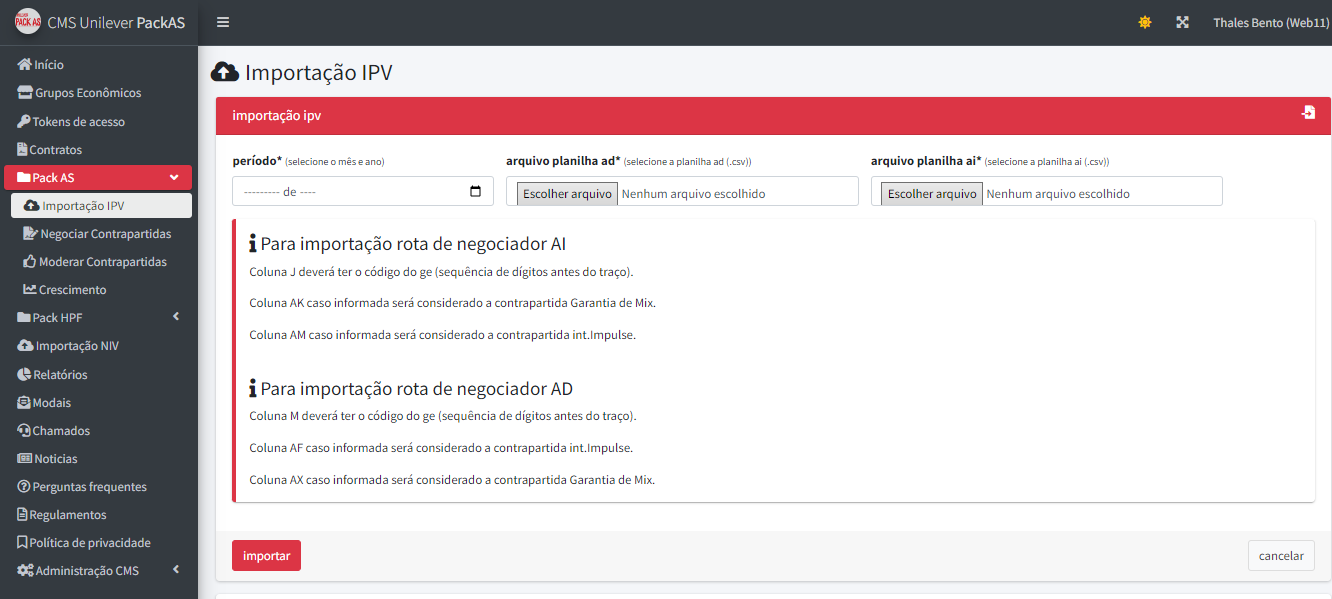 PACK AS
CMS Unilever PackAS
Thales Bento (Web11)
Início
Grupos Econômicos
Tokens de acesso
Contratos
Pack AS
Importação IPV
Negociar Contrapartidas
Moderar Contrapartidas
Crescimento
Pack HPF
Importação NIV
Relatórios
Modais
Chamados
Noticias
Perguntas frequentes
Regulamentos
Política de privacidade
Administração CMS
Importação IPV
importação ipv
período* (selecione o mês e ano)
arquivo planilha ad* (selecione a planilha ad (.csv))
arquivo planilha ai* (selecione a planilha ai (.csv))
--------- de ----
Escolher arquivo Nenhum arquivo escolhido
Escolher arquivo Nenhum arquivo escolhido
Para importação rota de negociador AI
Coluna J deverá ter o código do ge (sequência de dígitos antes do traço).
Coluna AK caso informada será considerado a contrapartida Garantia de Mix.
Coluna AM caso informada será considerado a contrapartida int.Impulse.
Para importação rota de negociador AD
Coluna M deverá ter o código do ge (sequência de dígitos antes do traço).
Coluna AF caso informada será considerado a contrapartida int.Impulse.
Coluna AX caso informada será considerado a contrapartida Garantia de Mix.
importar
cancelar